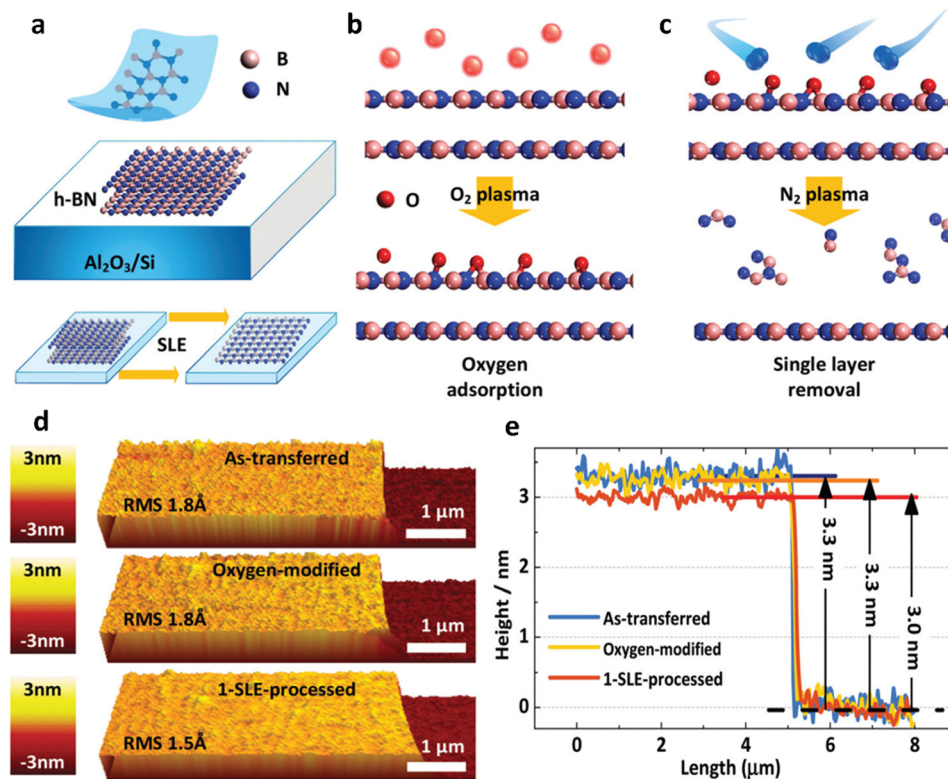 a
B
N
h-BN
Al₂O₃/Si
SLE
b
O
O₂ plasma
Oxygen
adsorption
c
N₂ plasma
Single layer
removal
d
3nm
-3nm
As-transferred
RMS 1.8Å
1 μm
3nm
-3nm
Oxygen-modified
RMS 1.8Å
1 μm
3nm
-3nm
1-SLE-processed
RMS 1.5Å
1 μm
e
Height / nm
3
2
1
0
3.3 nm
3.3 nm
3.0 nm
As-transferred
Oxygen-modified
1-SLE-processed
0 2 4 6 8
Length (μm)